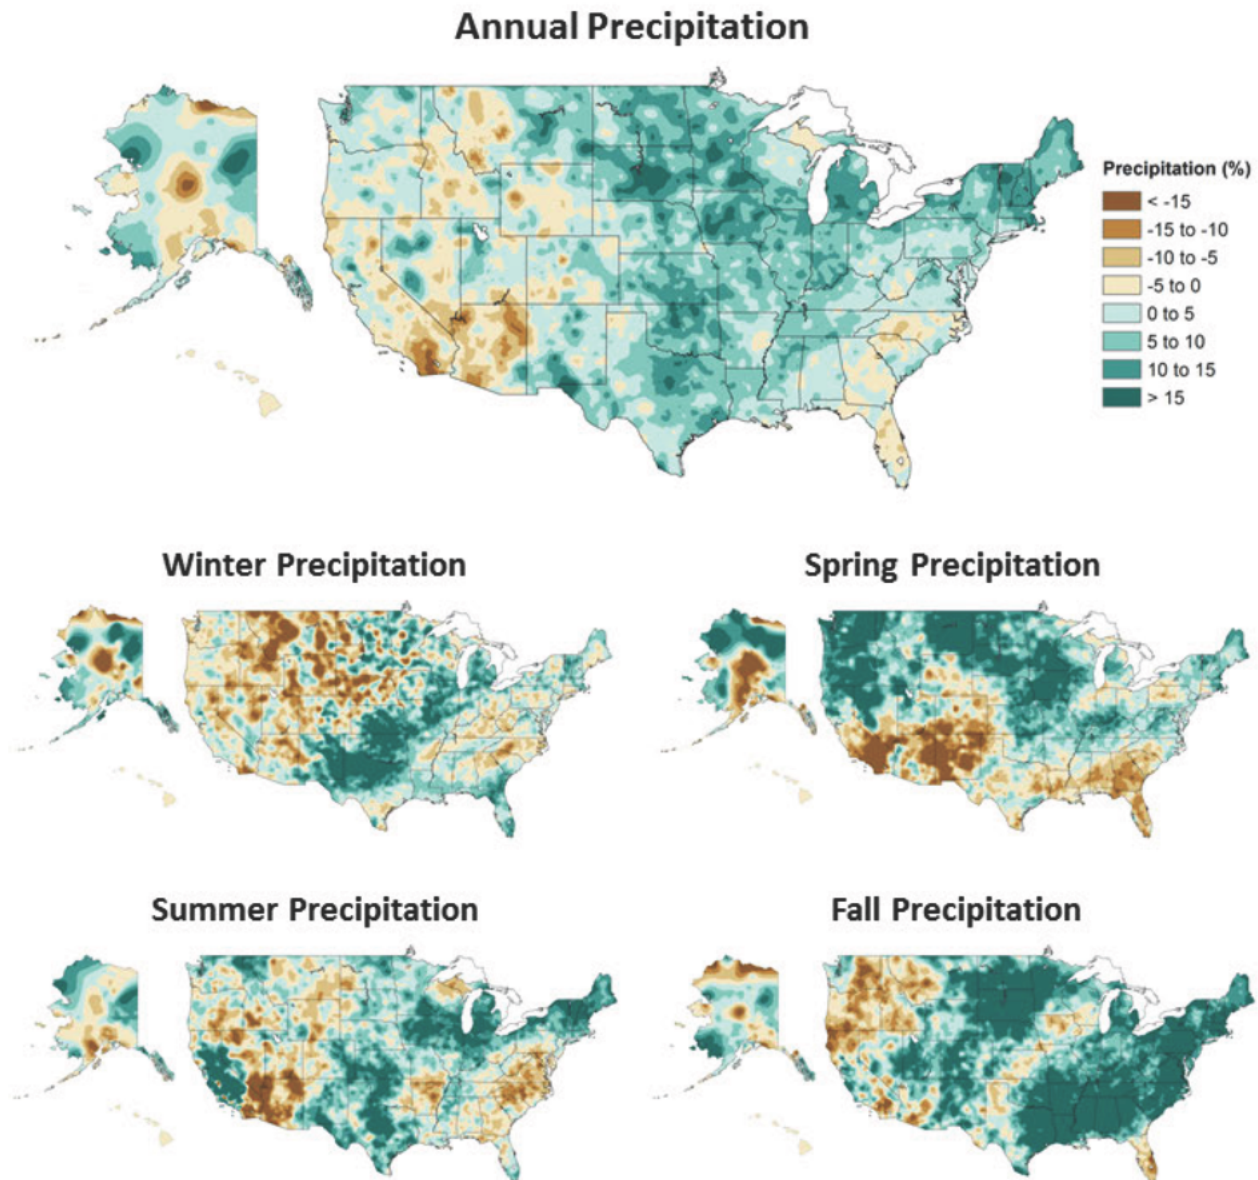 Annual Precipitation
Precipitation (%)
< -15
-15 to -10
-10 to -5
-5 to 0
0 to 5
5 to 10
10 to 15
> 15
Winter Precipitation
Spring Precipitation
Summer Precipitation
Fall Precipitation